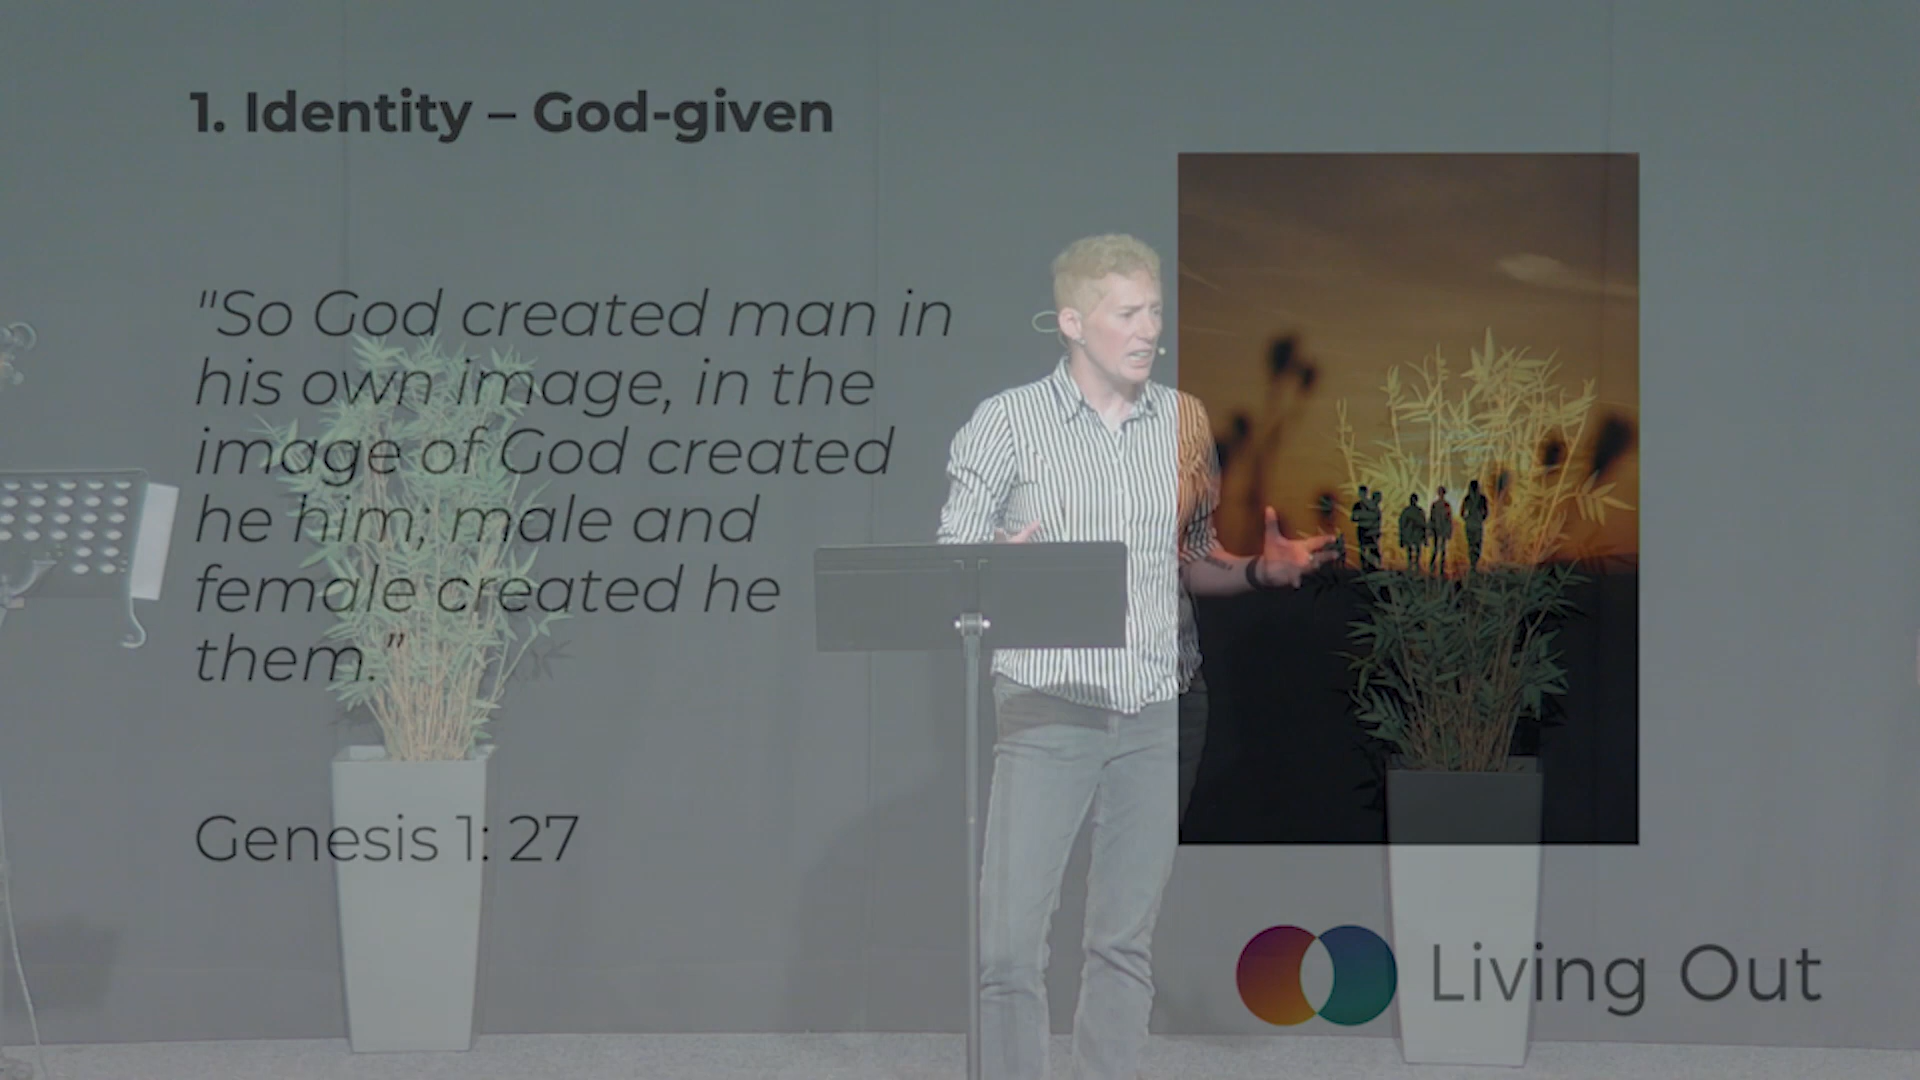 1. Identity – God-given
"So God created man in
his own image, in the
image of God created
he him; male and
female created he
them."
Genesis 1: 27
Living Out